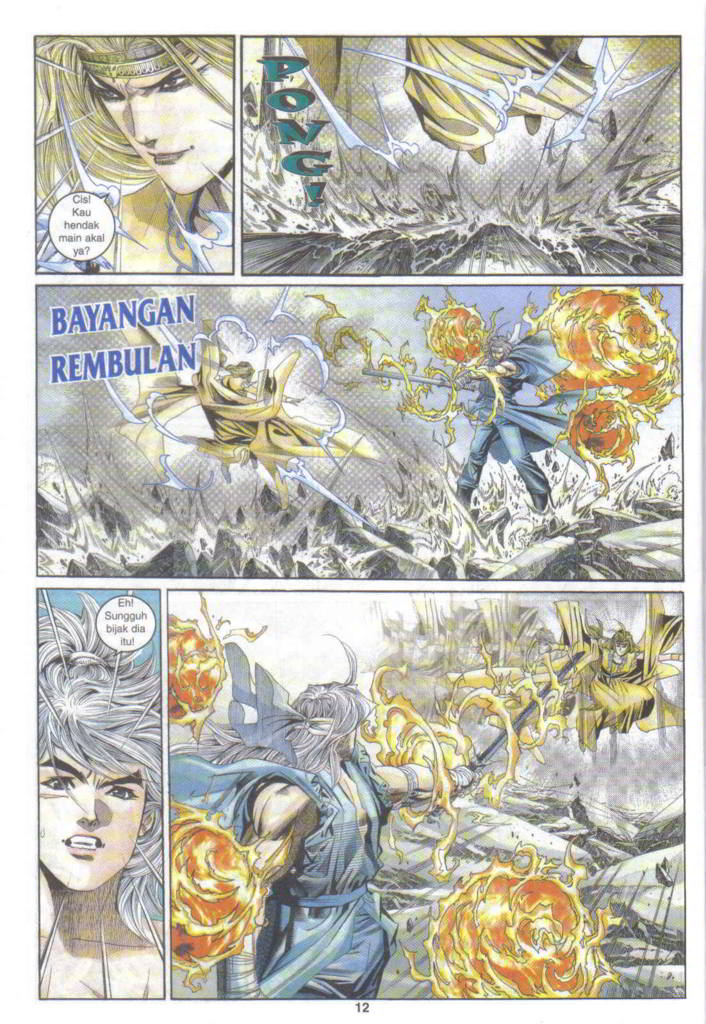 Cis!
Kau
hendak
main akal
ya?
PONG!
BAYANGAN
REMBULAN
Eh!
Sungguh
bijak dia
itu!
12